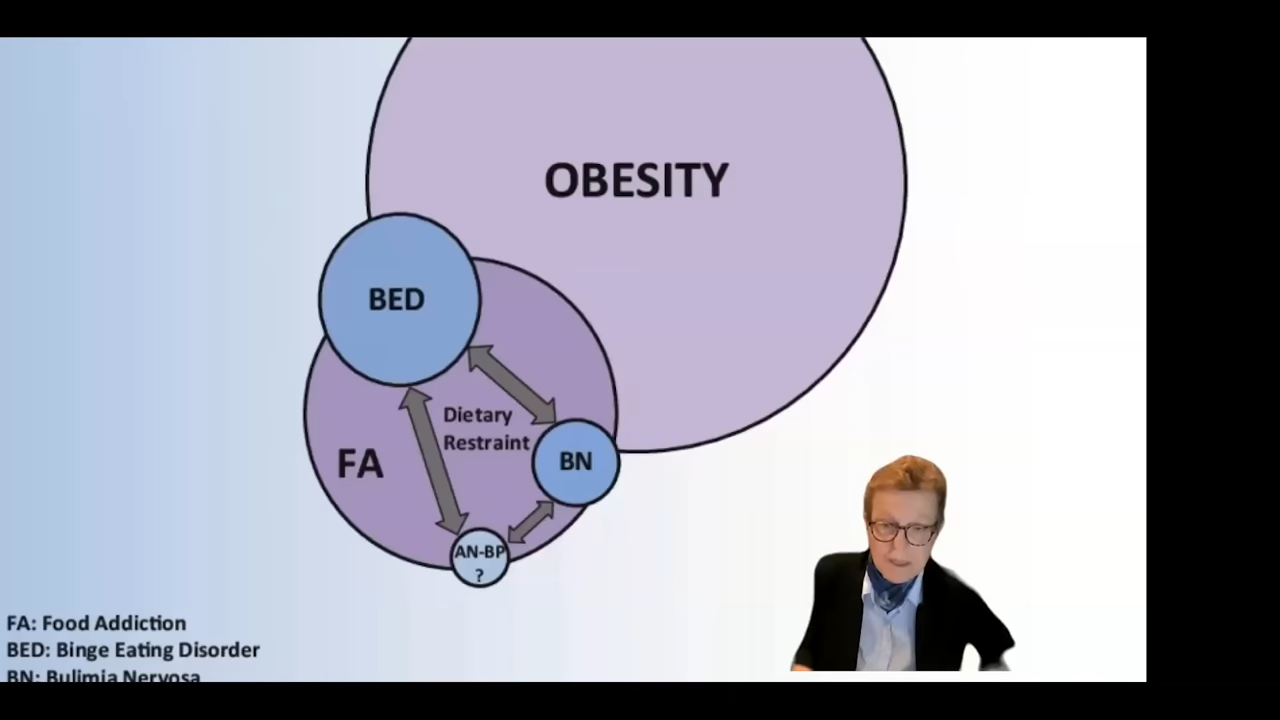 OBESITY
BED
Dietary
Restraint
FA
BN
AN-BP
?
FA: Food Addiction
BED: Binge Eating Disorder
BN: Bulimia Nervosa